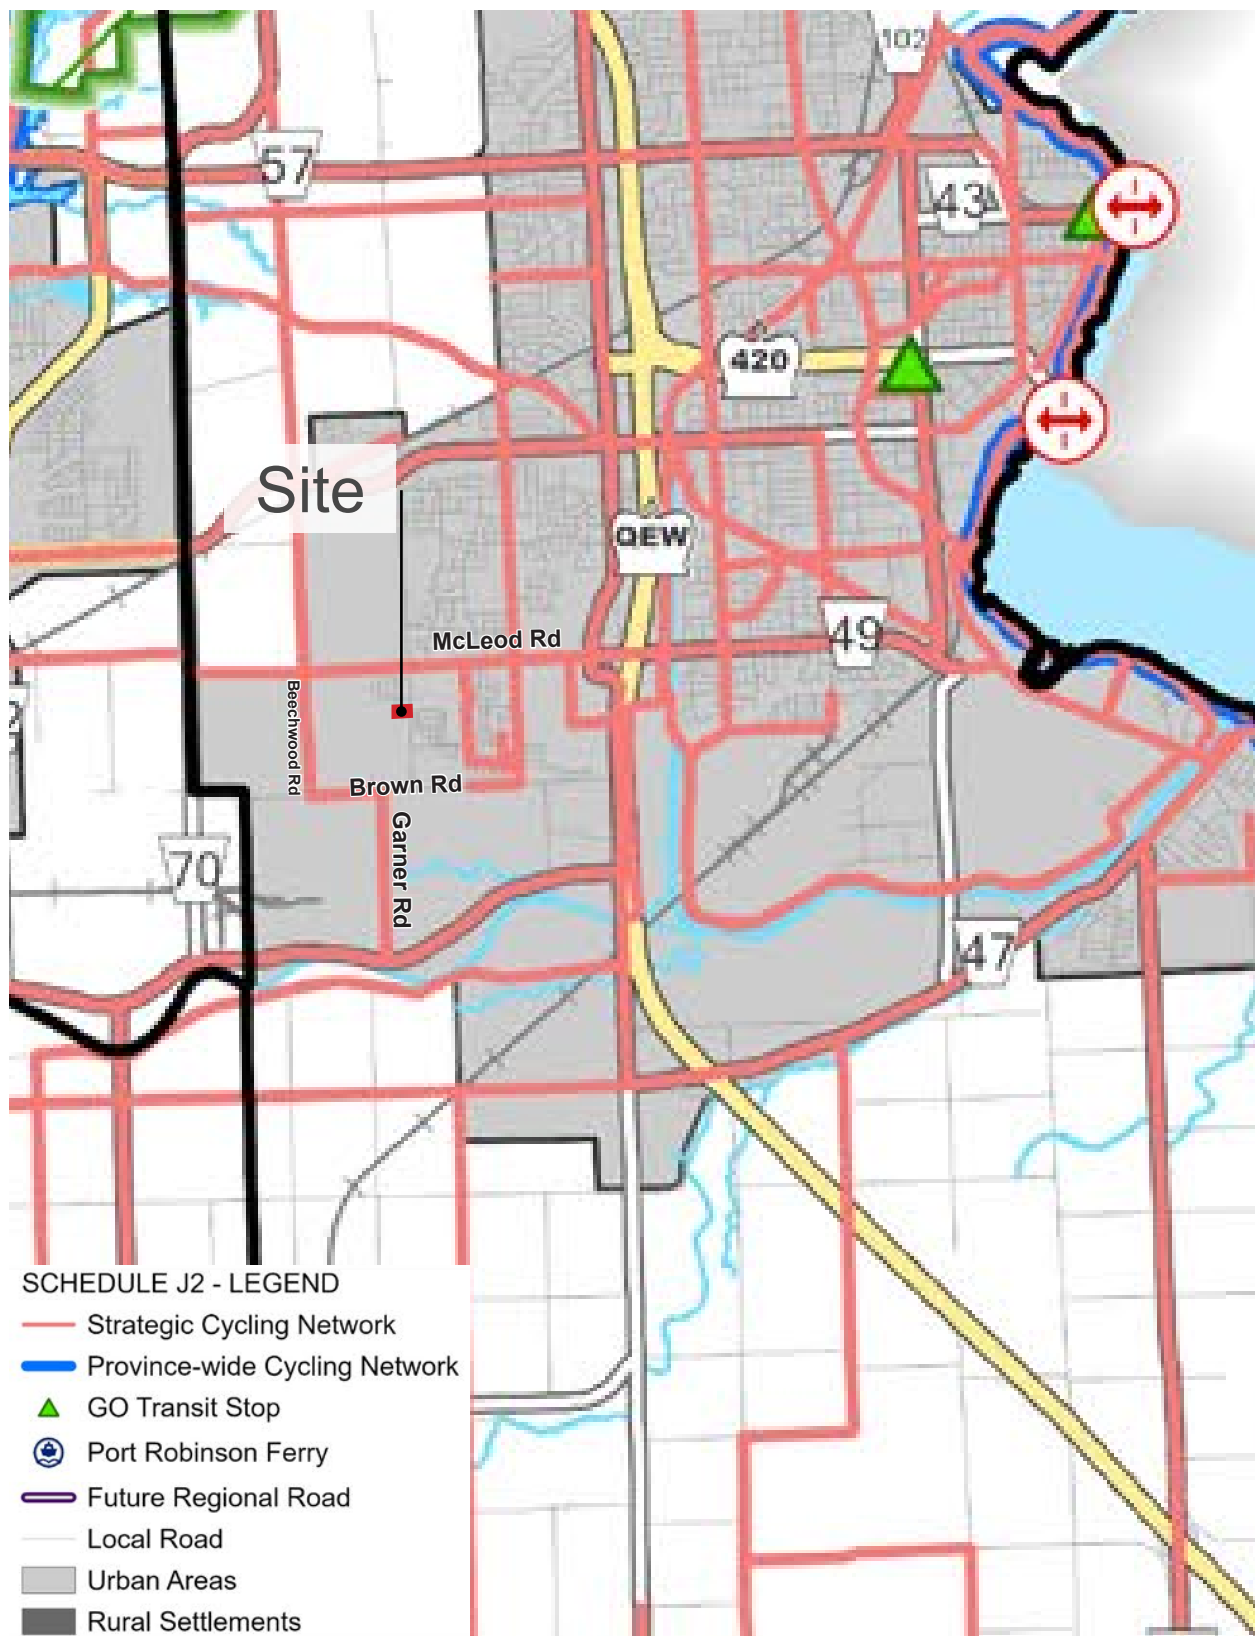 102
57
43
420
Site
QEW
McLeod Rd
49
Beechwood Rd
Brown Rd
Garner Rd
70
47
SCHEDULE J2 - LEGEND
Strategic Cycling Network
Province-wide Cycling Network
GO Transit Stop
Port Robinson Ferry
Future Regional Road
Local Road
Urban Areas
Rural Settlements